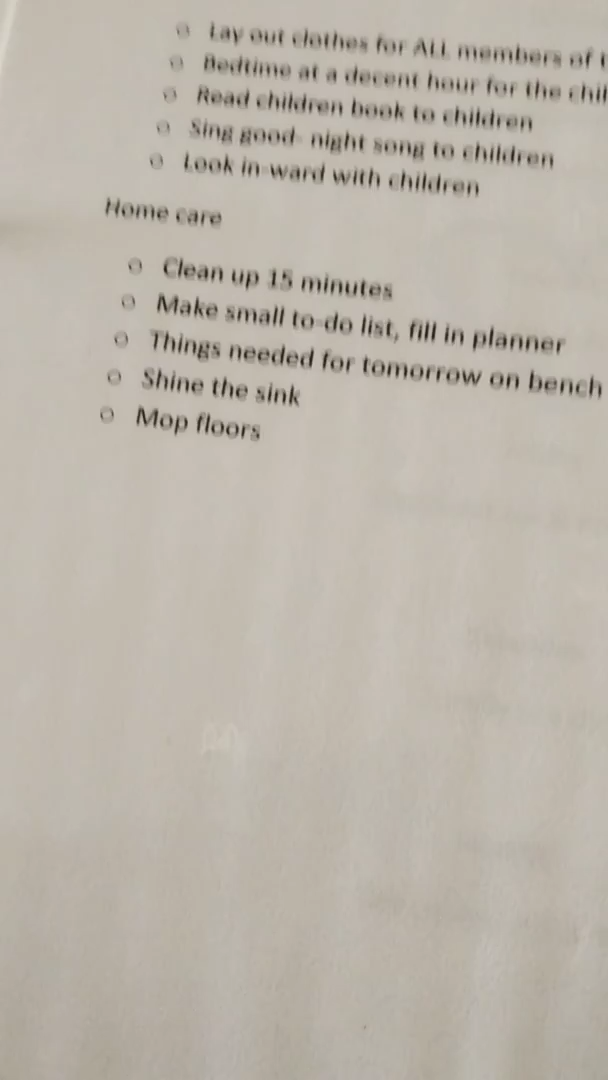 Lay out clothes for ALL members of
Bedtime at a decent hour for the
Read children book to children
Sing good- night song to children
Look in-ward with children
Home care
Clean up 15 minutes
Make small to-do list, fill in planner
Things needed for tomorrow on bench
Shine the sink
Mop floors